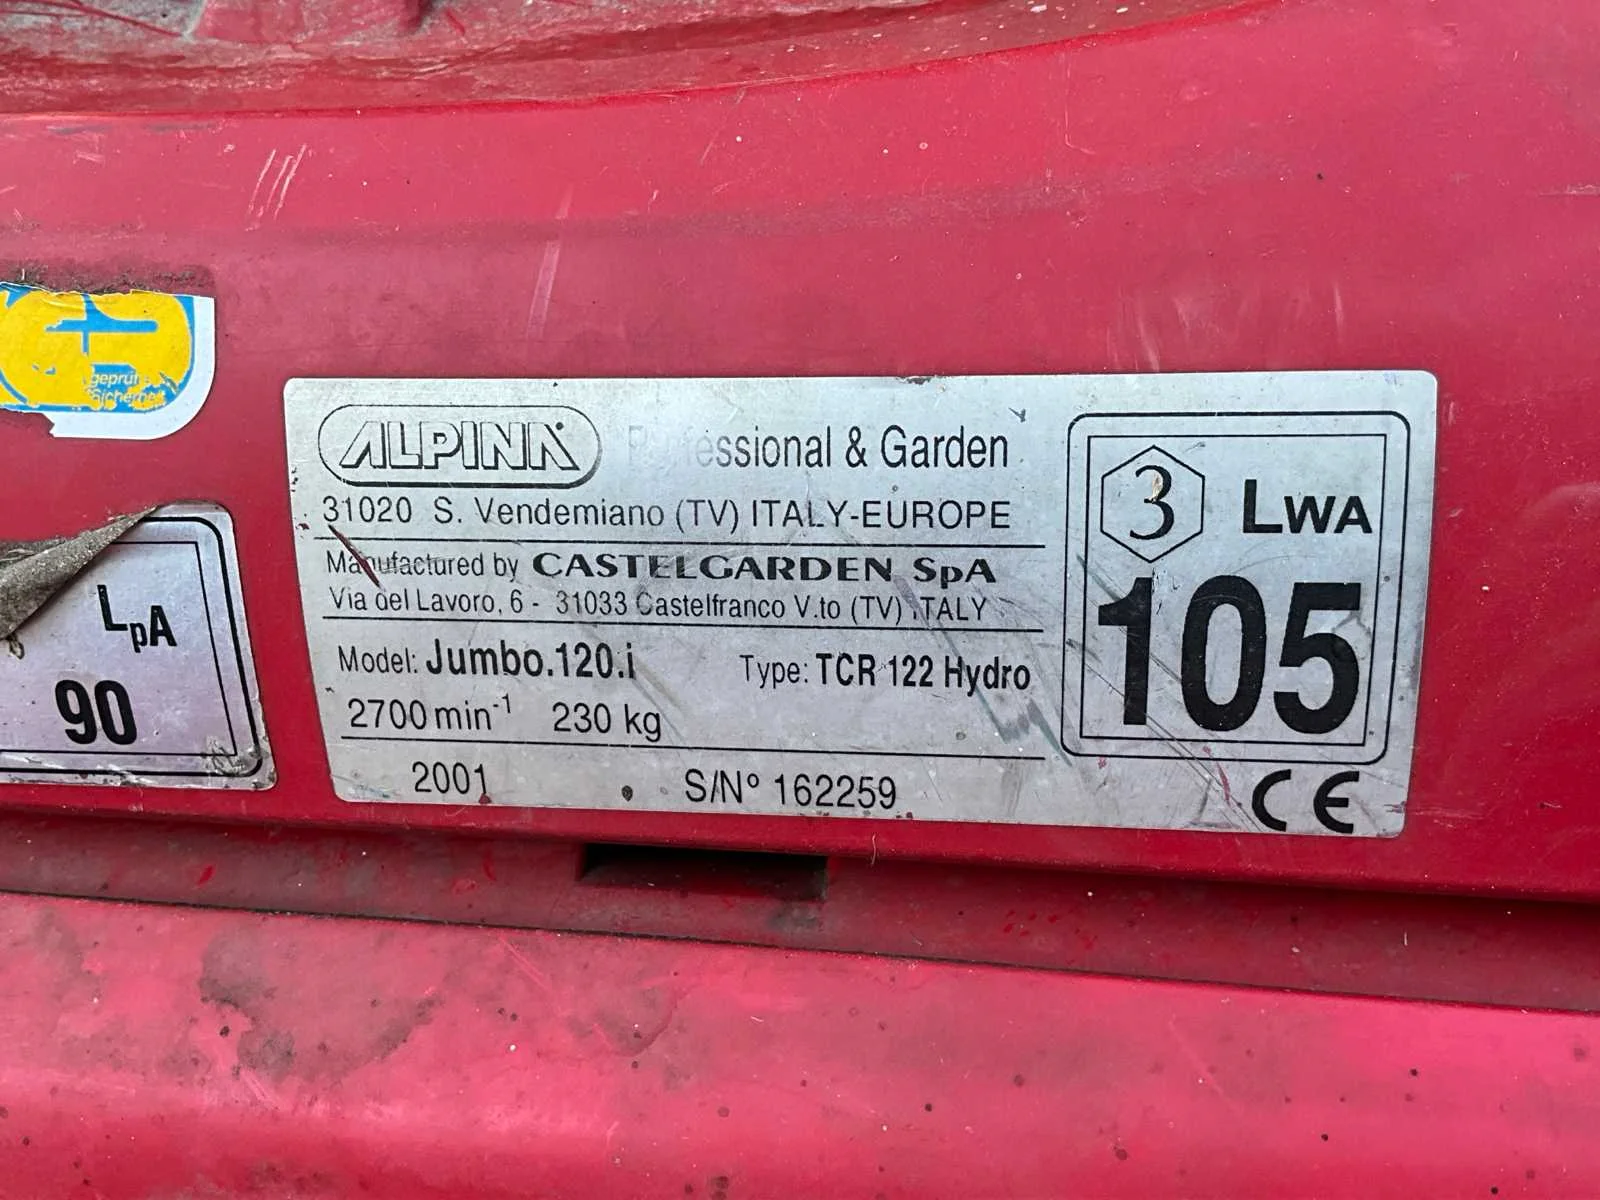 geprüfte
Sicherheit
LpA
90
ALPINA Professional & Garden
31020 S. Vendemiano (TV) ITALY-EUROPE
Manufactured by CASTELGARDEN SpA
Via del Lavoro, 6 - 31033 Castelfranco V.to (TV) ITALY
Model: Jumbo.120.i Type: TCR 122 Hydro
2700 min-1 230 kg
2001 S/N° 162259
3 LWA
105
CE